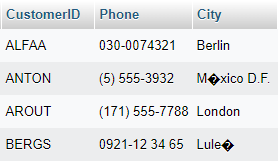 CustomerID Phone City
ALFAA 030-0074321 Berlin
ANTON (5) 555-3932 M�xico D.F.
AROUT (171) 555-7788 London
BERGS 0921-12 34 65 Lule�